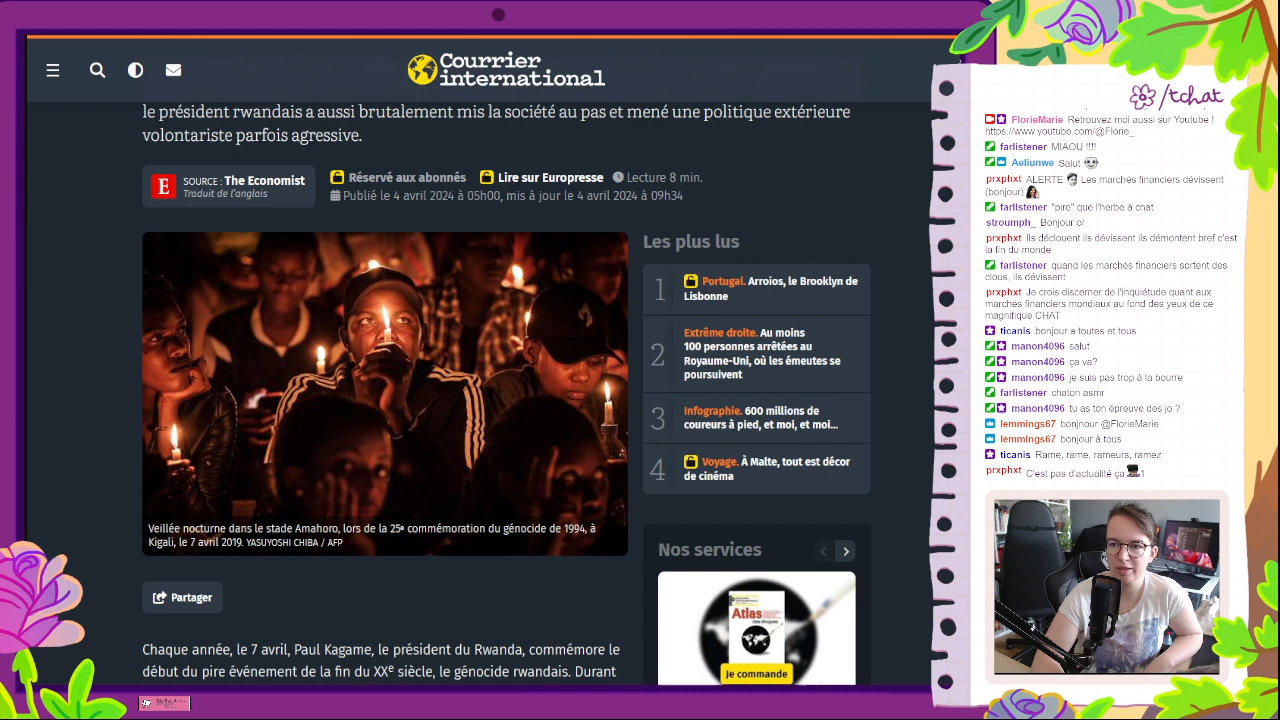 Courrier
international
le président rwandais a aussi brutalement mis la société au pas et mené une politique extérieure
volontariste parfois agressive.
E
SOURCE : The Economist
Traduit de l'anglais
Réservé aux abonnés
Lire sur Europresse
Lecture 8 min.
Publié le 4 avril 2024 à 05h00, mis à jour le 4 avril 2024 à 09h34
Veillée nocturne dans le stade Amahoro, lors de la 25e commémoration du génocide de 1994, à
Kigali, le 7 avril 2019. YASUYOSHI CHIBA / AFP
Partager
Chaque année, le 7 avril, Paul Kagame, le président du Rwanda, commémore le
début du pire événement de la fin du XXe siècle, le génocide rwandais. Durant
Les plus lus
1
Portugal. Arroios, le Brooklyn de
Lisbonne
2
Extrême droite. Au moins
100 personnes arrêtées au
Royaume-Uni, où les émeutes se
poursuivent
3
Infographie. 600 millions de
coureurs à pied, et moi, et moi...
4
Voyage. À Malte, tout est décor
de cinéma
Nos services
Atlas
des drogues
Je commande
/tchat
FlorieMarie Retrouvez moi aussi sur Youtube !
https://www.youtube.com/@Florie_
farlistener MIAOU !!!!
Aeliunwe Salut
prxphxt ALERTE Les marchés financiers dévissent
(bonjour)
farlistener "pire" que l'herbe à chat
stroumph_ Bonjour o/
prxphxt Ils déclouent ils dévissent ils démontent bref c'est
la fin du monde
farlistener quand les marchés financiers sortent des
clous, ils dévissent
prxphxt Je crois discerner de l'inquiétude quant aux
marchés financiers mondiaux au fond des yeux de ce
magnifique CHAT
ticanis bonjour a toutes et tous
manon4096 salut
manon4096 ça va?
manon4096 je suis pas trop à la bourre
farlistener chaton asmr
manon4096 tu as ton épreuve des jo ?
lemmings67 bonjnour @FlorieMarie
lemmings67 bonjour à tous
ticanis Rame, rame, rameurs, ramez
prxphxt C'est pas d'actualité ça 1